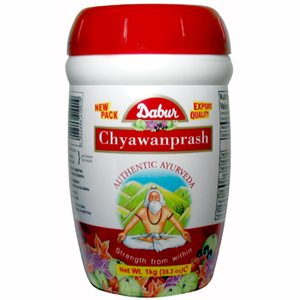 NEW PACK
EXPORT QUALITY
Dabur
Chyawanprash
AUTHENTIC AYURVEDA
Strength from within
Net Wt. 1kg (35.3 oz)℮